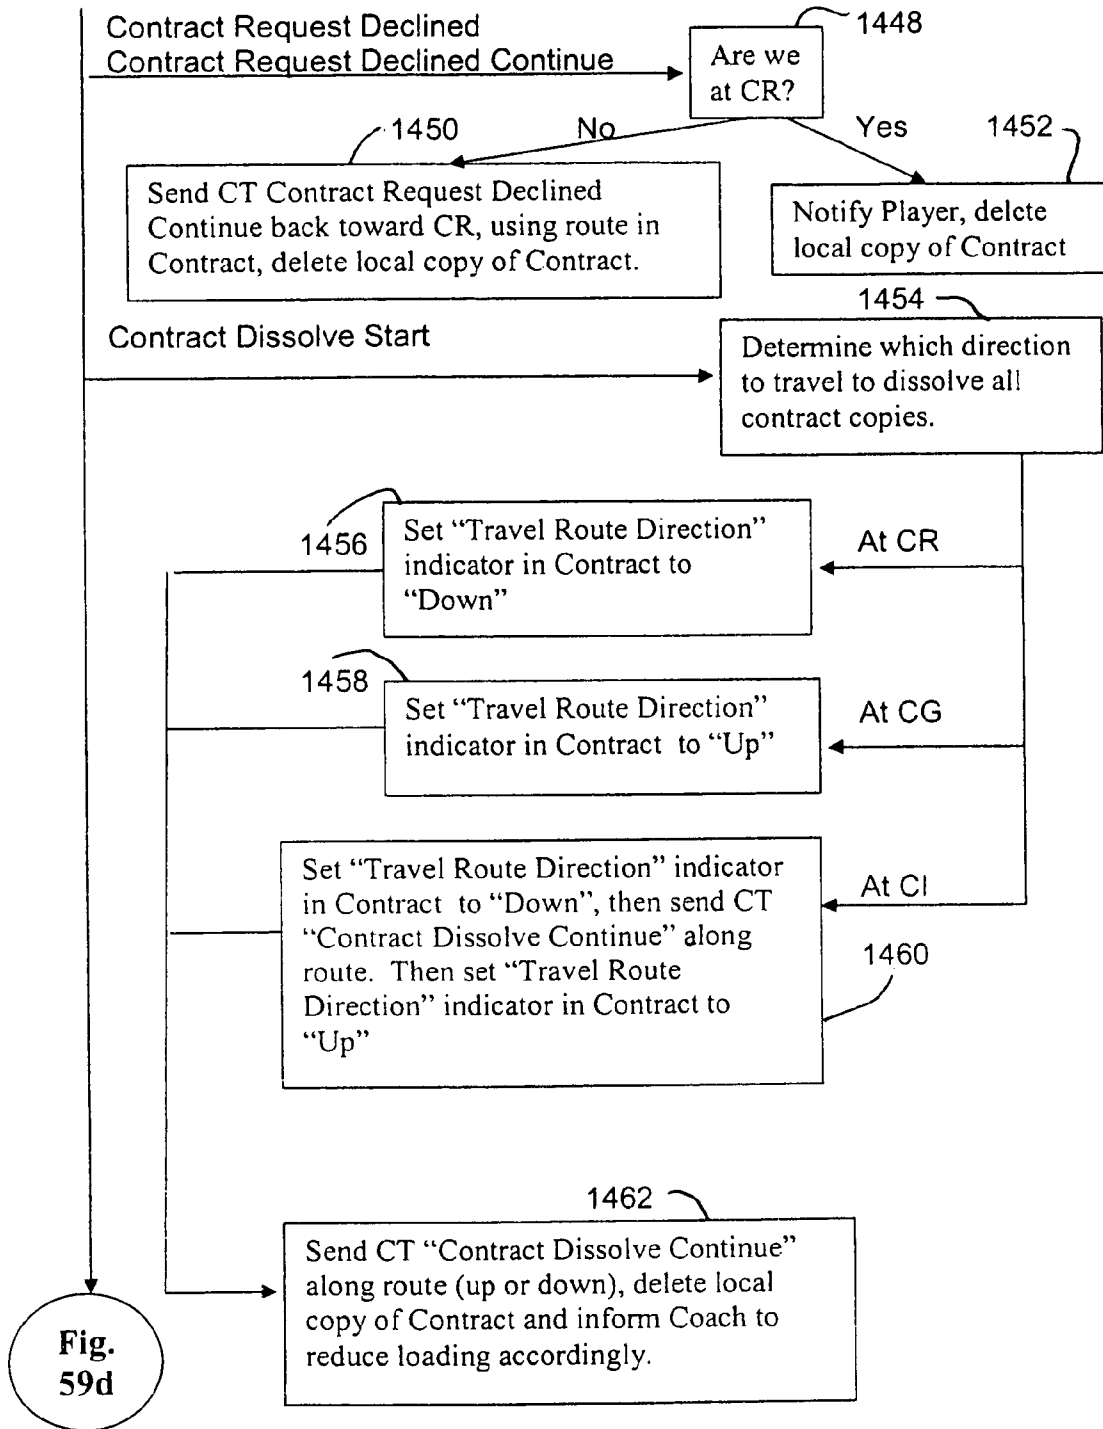 Contract Request Declined
Contract Request Declined Continue
1448
Are we
at CR?
1450
No
Yes
1452
Send CT Contract Request Declined
Continue back toward CR, using route in
Contract, delete local copy of Contract.
Notify Player, delete
local copy of Contract
1454
Contract Dissolve Start
Determine which direction
to travel to dissolve all
contract copies.
1456
Set “Travel Route Direction”
indicator in Contract to
“Down”
At CR
1458
Set “Travel Route Direction”
indicator in Contract to “Up”
At CG
Set “Travel Route Direction” indicator
in Contract to “Down”, then send CT
“Contract Dissolve Continue” along
route. Then set “Travel Route
Direction” indicator in Contract to
“Up”
At CI
1460
1462
Send CT “Contract Dissolve Continue”
along route (up or down), delete local
copy of Contract and inform Coach to
reduce loading accordingly.
Fig.
59d